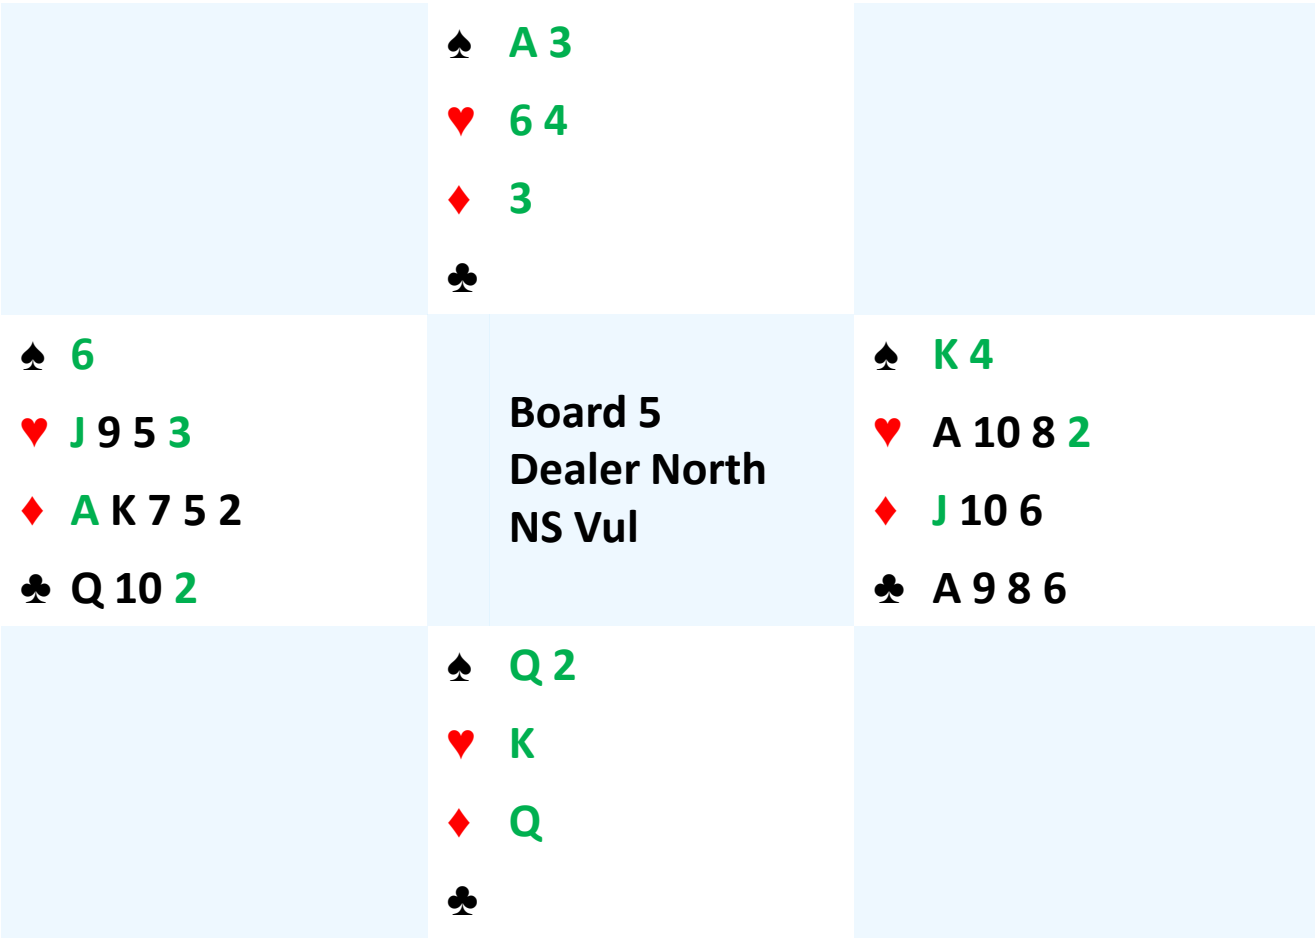 ♠ A 3
♥ 6 4
♦ 3
♣
♠ 6
♥ J 9 5 3
♦ A K 7 5 2
♣ Q 10 2
Board 5
Dealer North
NS Vul
♠ K 4
♥ A 10 8 2
♦ J 10 6
♣ A 9 8 6
♠ Q 2
♥ K
♦ Q
♣